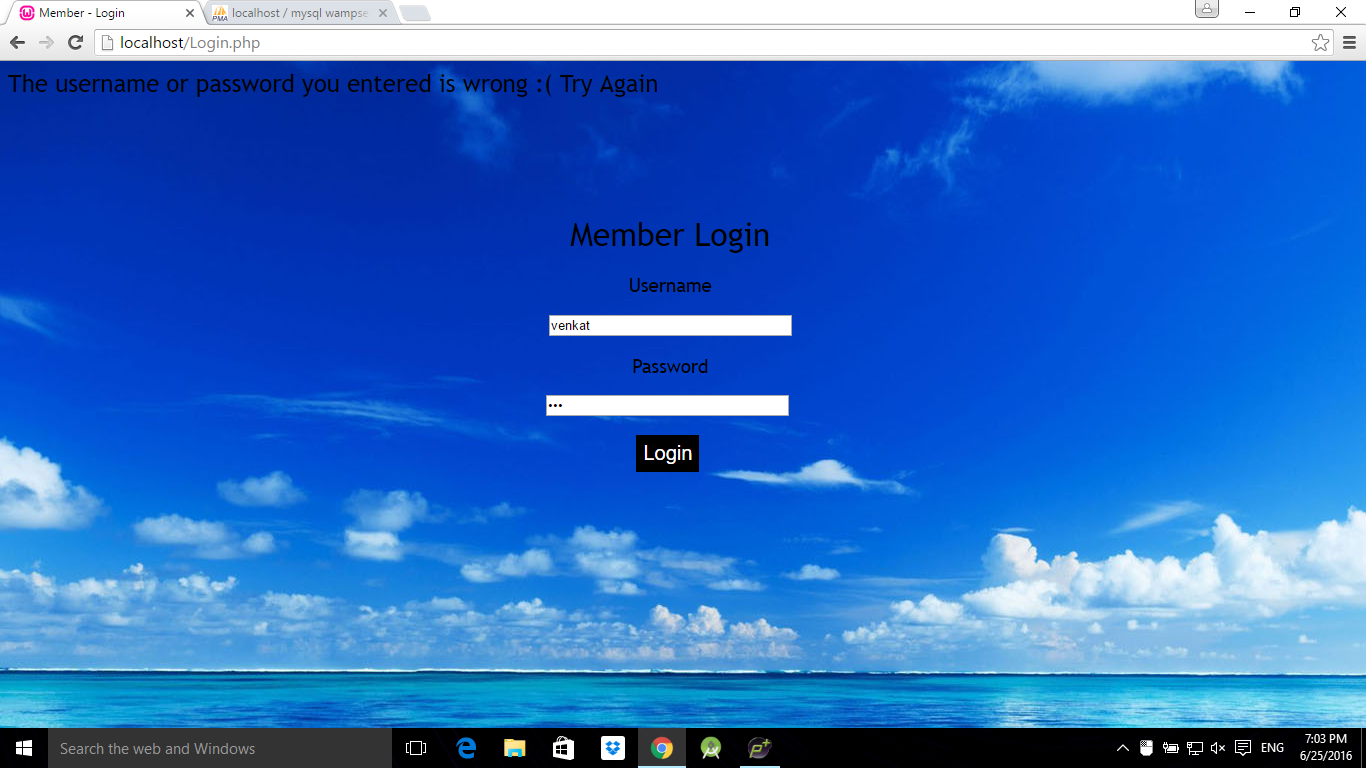 Member - Login
localhost / mysql wampse
localhost/Login.php
The username or password you entered is wrong :( Try Again
Member Login
Username
venkat
Password
•••
Login
Search the web and Windows
ENG
7:03 PM
6/25/2016